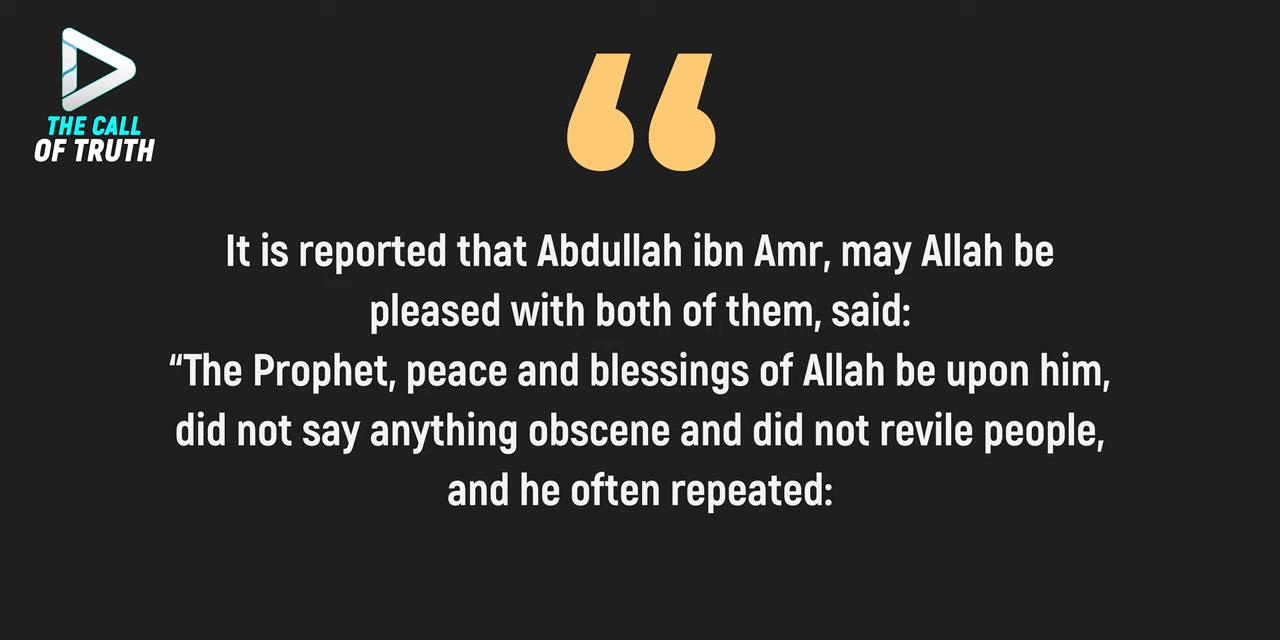 THE CALL
OF TRUTH
It is reported that Abdullah ibn Amr, may Allah be
pleased with both of them, said:
“The Prophet, peace and blessings of Allah be upon him,
did not say anything obscene and did not revile people,
and he often repeated: